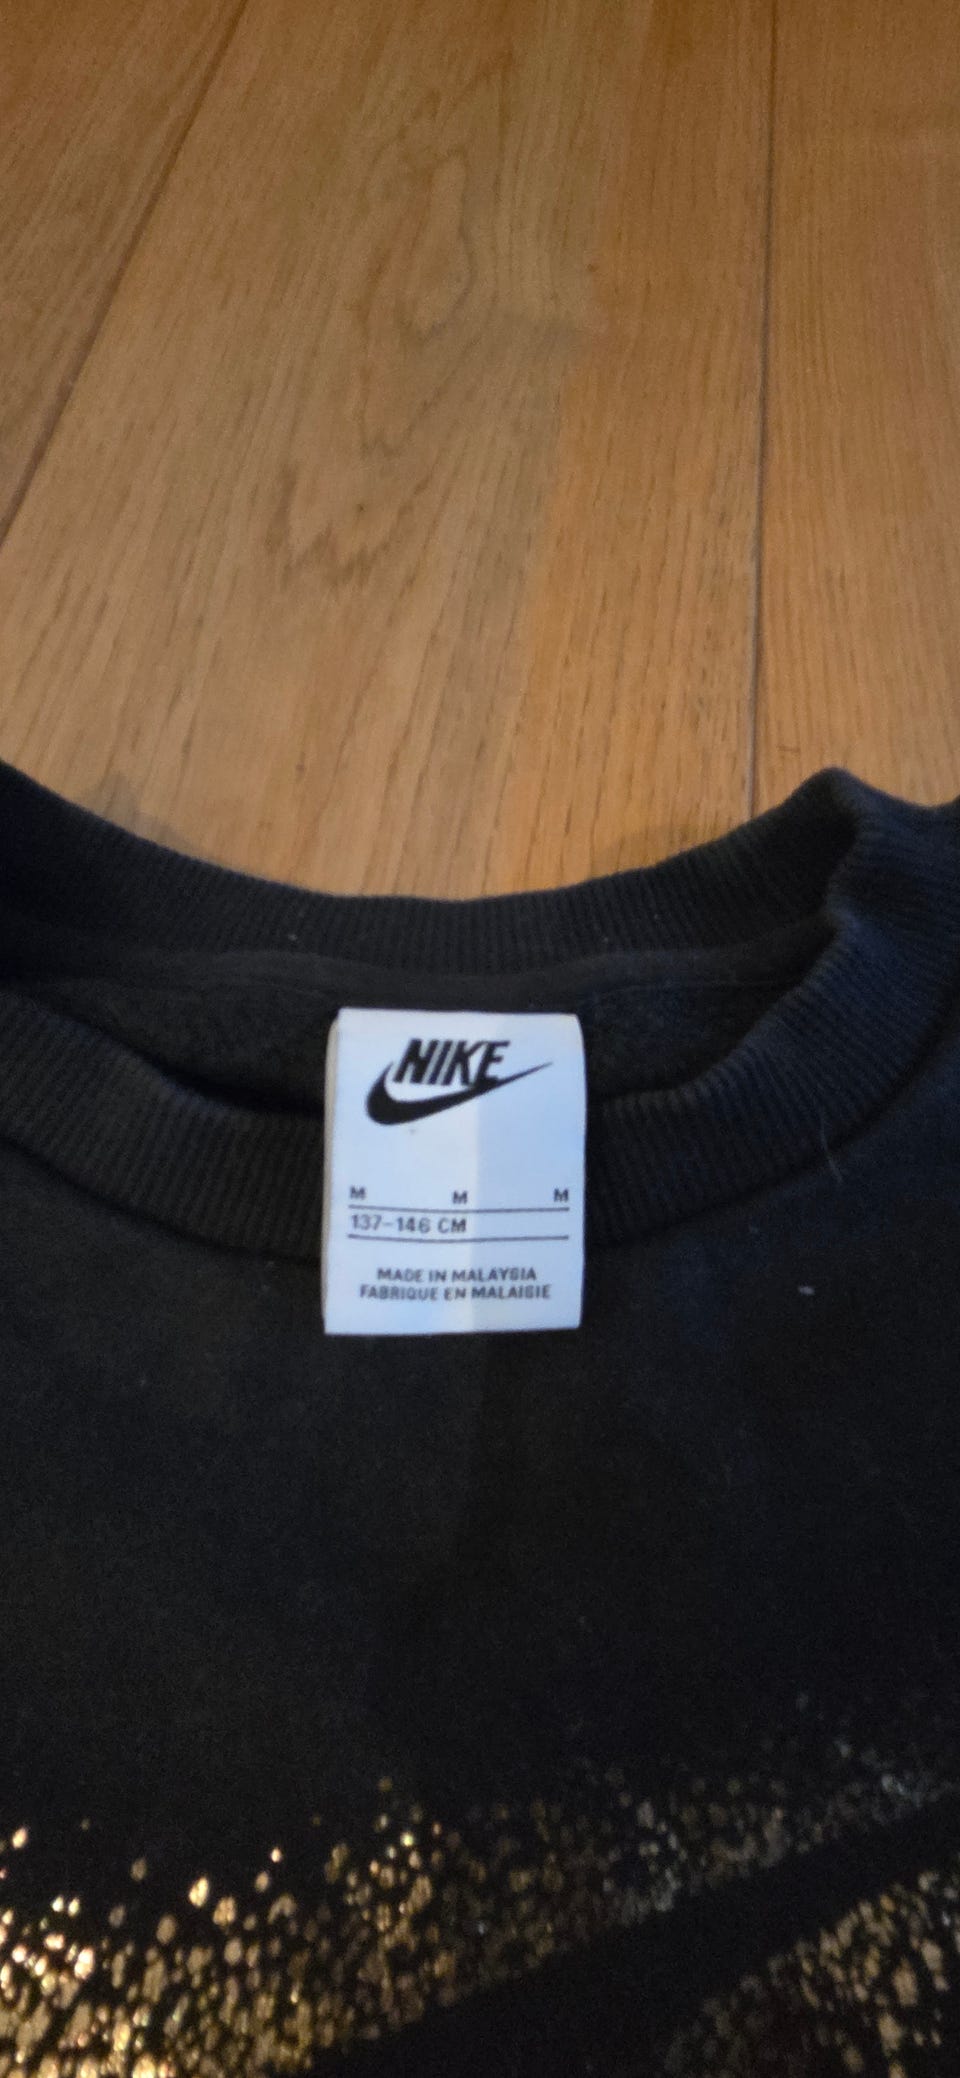 NIKE
M M M
137-146 CM
MADE IN MALAYSIA
FABRIQUE EN MALAISIE